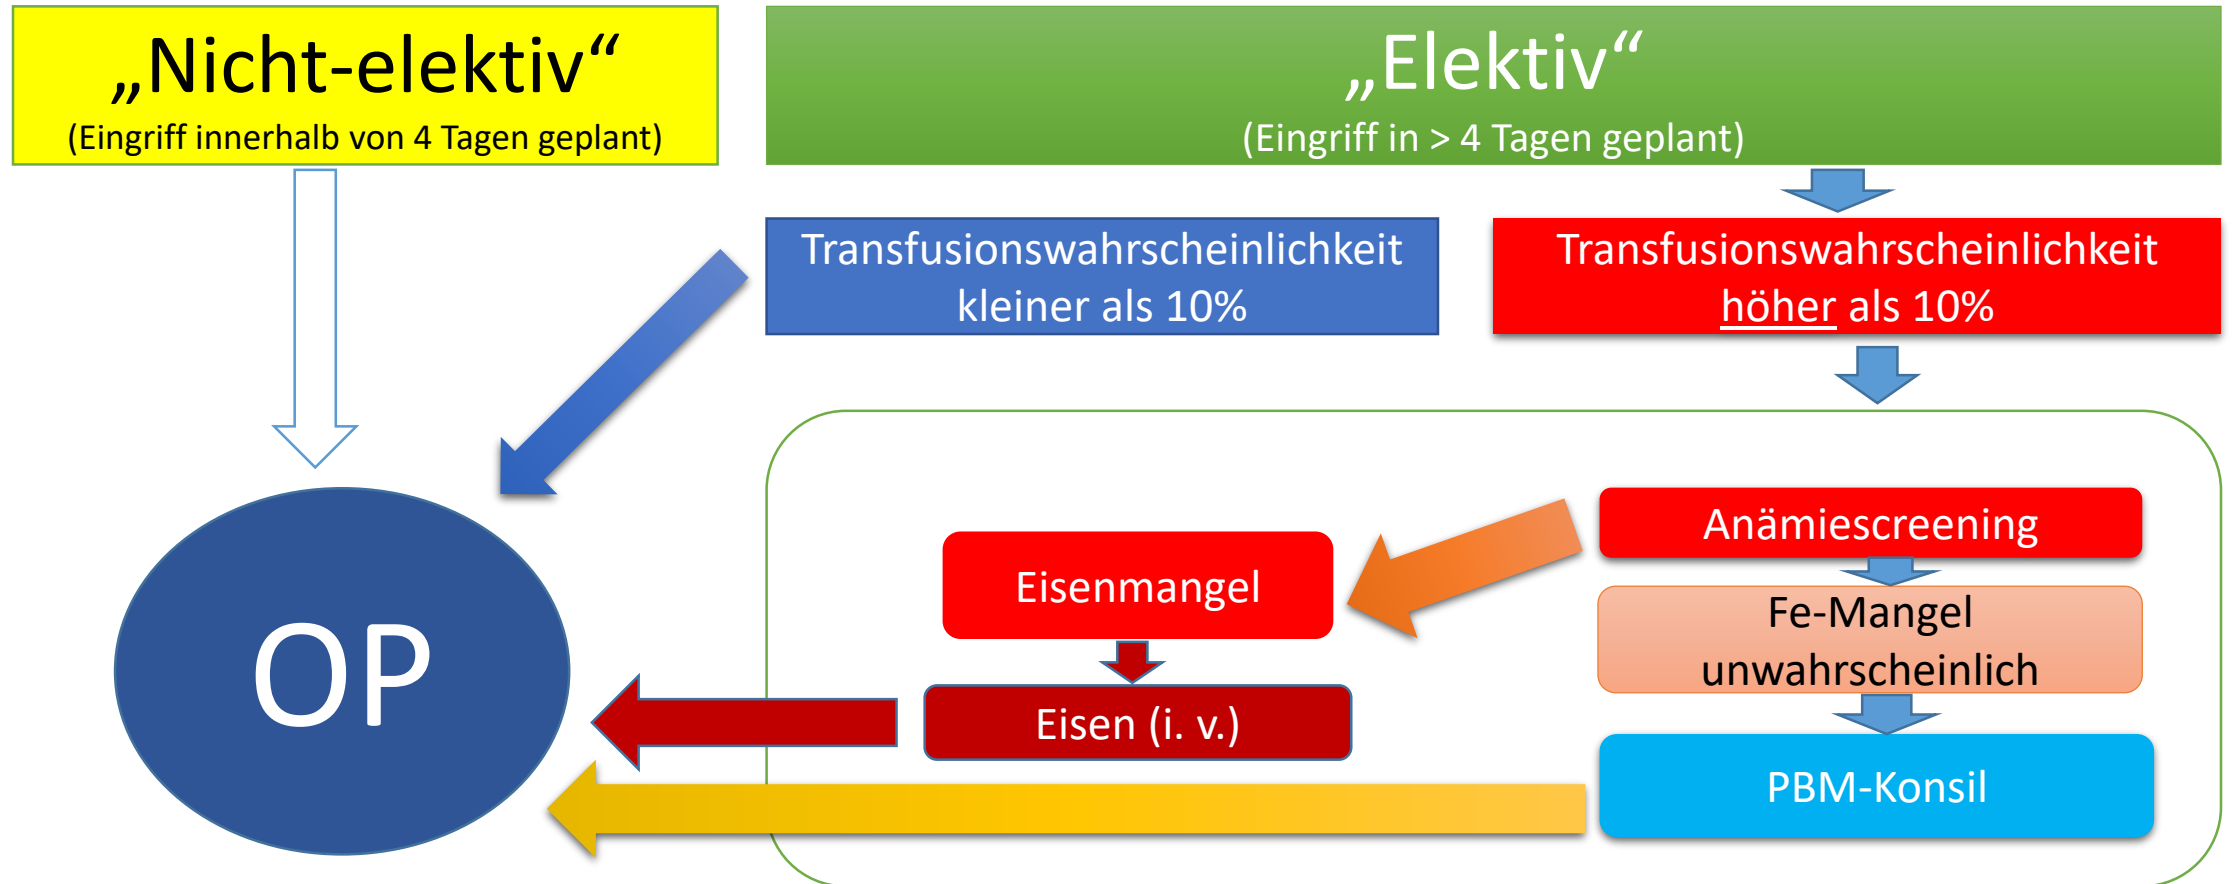 „Nicht-elektiv“
(Eingriff innerhalb von 4 Tagen geplant)
„Elektiv“
(Eingriff in > 4 Tagen geplant)
Transfusionswahrscheinlichkeit
kleiner als 10%
Transfusionswahrscheinlichkeit
höher als 10%
Anämiescreening
Eisenmangel
Fe-Mangel
unwahrscheinlich
OP
Eisen (i. v.)
PBM-Konsil